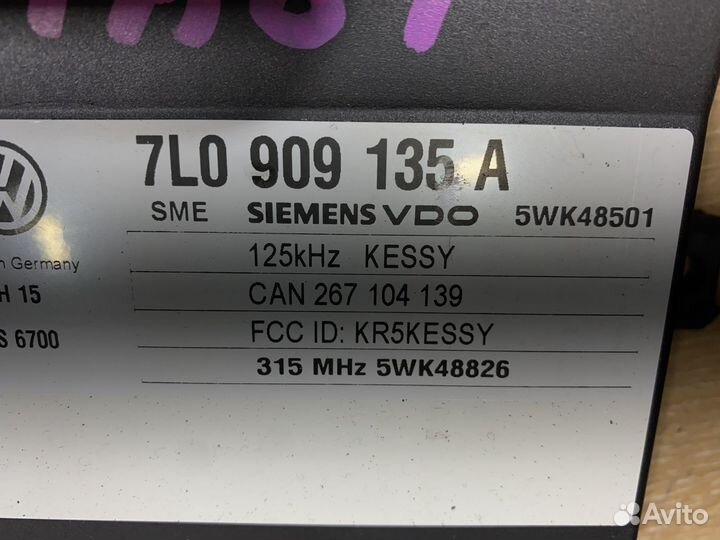 7L0 909 135 A
SME SIEMENS VDO 5WK48501
125kHz KESSY
Germany
CAN 267 104 139
H 15
FCC ID: KR5KESSY
S 6700
315 MHz 5WK48826
Avito